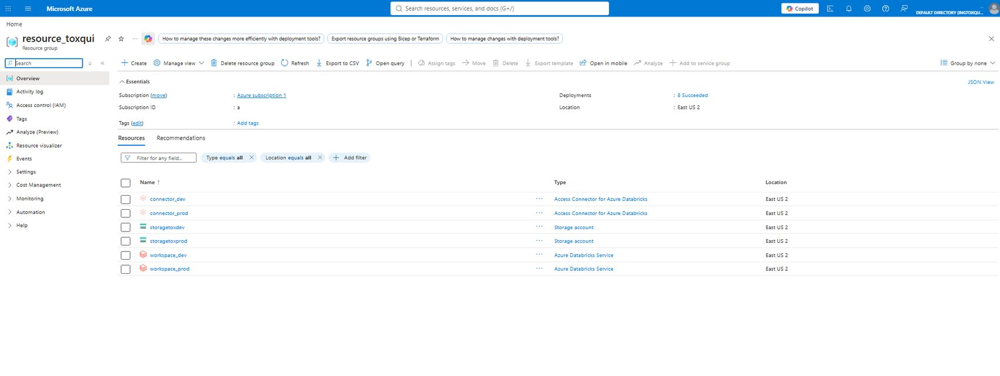 Microsoft Azure
Search resources, services, and docs (G+/)
Copilot
DEFAULT DIRECTORY (INGTOXQU...
Home
resource_toxqui
Resource group
How to manage these changes more efficiently with deployment tools?
Export resource groups using Bicep or Terraform
How to manage changes with deployment tools?
Search
Create Manage view Delete resource group Refresh Export to CSV Open query | Assign tags Move Delete Export template Open in mobile Analyze Add to service group Group by none
Overview
Activity log
Access control (IAM)
Tags
Analyze (Preview)
Resource visualizer
Events
Settings
Cost Management
Monitoring
Automation
Help
Essentials
JSON View
Subscription (move) : Azure subscription 1
Deployments : 8 Succeeded
Subscription ID : a
Location : East US 2
Tags (edit) : Add tags
Resources Recommendations
Filter for any field... Type equals all Location equals all Add filter
Name ↑ Type Location
connector_dev ... Access Connector for Azure Databricks East US 2
connector_prod ... Access Connector for Azure Databricks East US 2
storagetoxdev ... Storage account East US 2
storagetoxprod ... Storage account East US 2
workspace_dev ... Azure Databricks Service East US 2
workspace_prod ... Azure Databricks Service East US 2